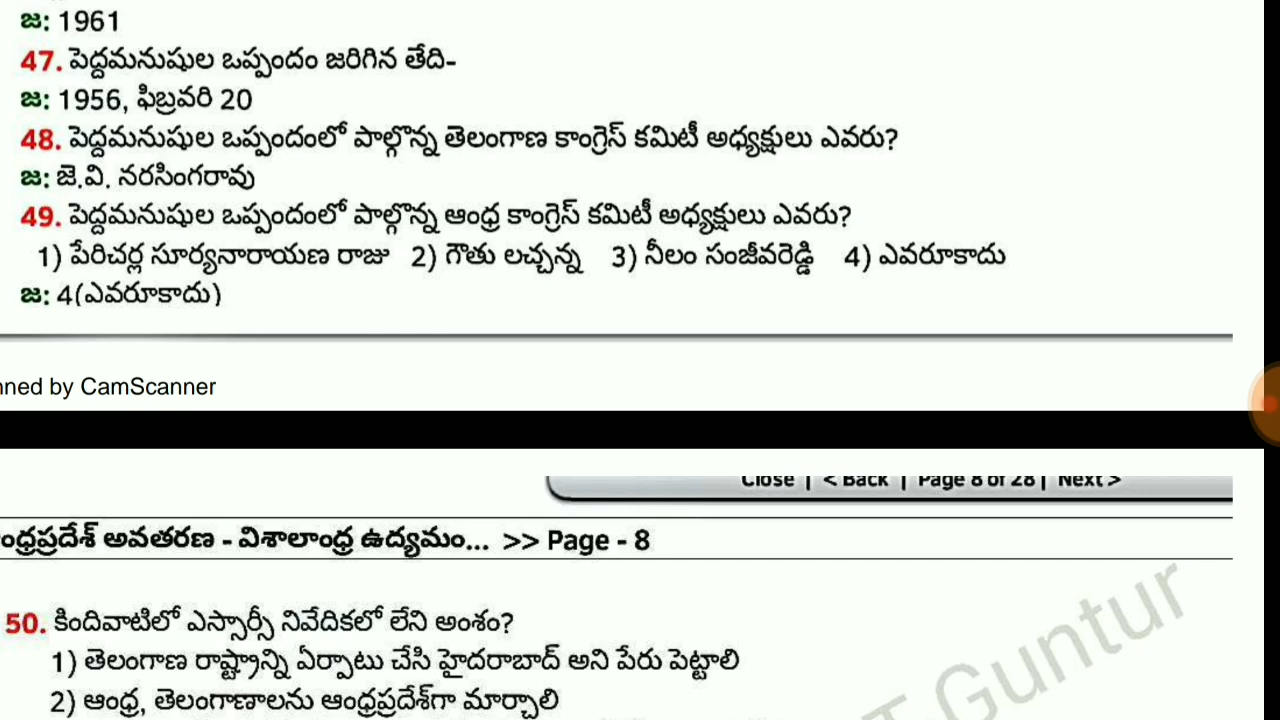 జ: 1961
47. పెద్దమనుషుల ఒప్పందం జరిగిన తేది-
జ: 1956, ఫిబ్రవరి 20
48. పెద్దమనుషుల ఒప్పందంలో పాల్గొన్న తెలంగాణ కాంగ్రెస్ కమిటీ అధ్యక్షులు ఎవరు?
జ: జె.వి. నరసింగరావు
49. పెద్దమనుషుల ఒప్పందంలో పాల్గొన్న ఆంధ్ర కాంగ్రెస్ కమిటీ అధ్యక్షులు ఎవరు?
1) పేరిచర్ల సూర్యనారాయణ రాజు 2) గౌతు లచ్చన్న 3) నీలం సంజీవరెడ్డి 4) ఎవరూకాదు
జ: 4(ఎవరూకాదు)
nned by CamScanner
Close | < Back | Page 8 of 28 | Next >
ంధ్రప్రదేశ్ అవతరణ - విశాలాంధ్ర ఉద్యమం... >> Page - 8
50. కిందివాటిలో ఎస్సార్సీ నివేదికలో లేని అంశం?
1) తెలంగాణ రాష్ట్రాన్ని ఏర్పాటు చేసి హైదరాబాద్ అని పేరు పెట్టాలి
2) ఆంధ్ర, తెలంగాణాలను ఆంధ్రప్రదేశ్‌గా మార్చాలి
Guntur